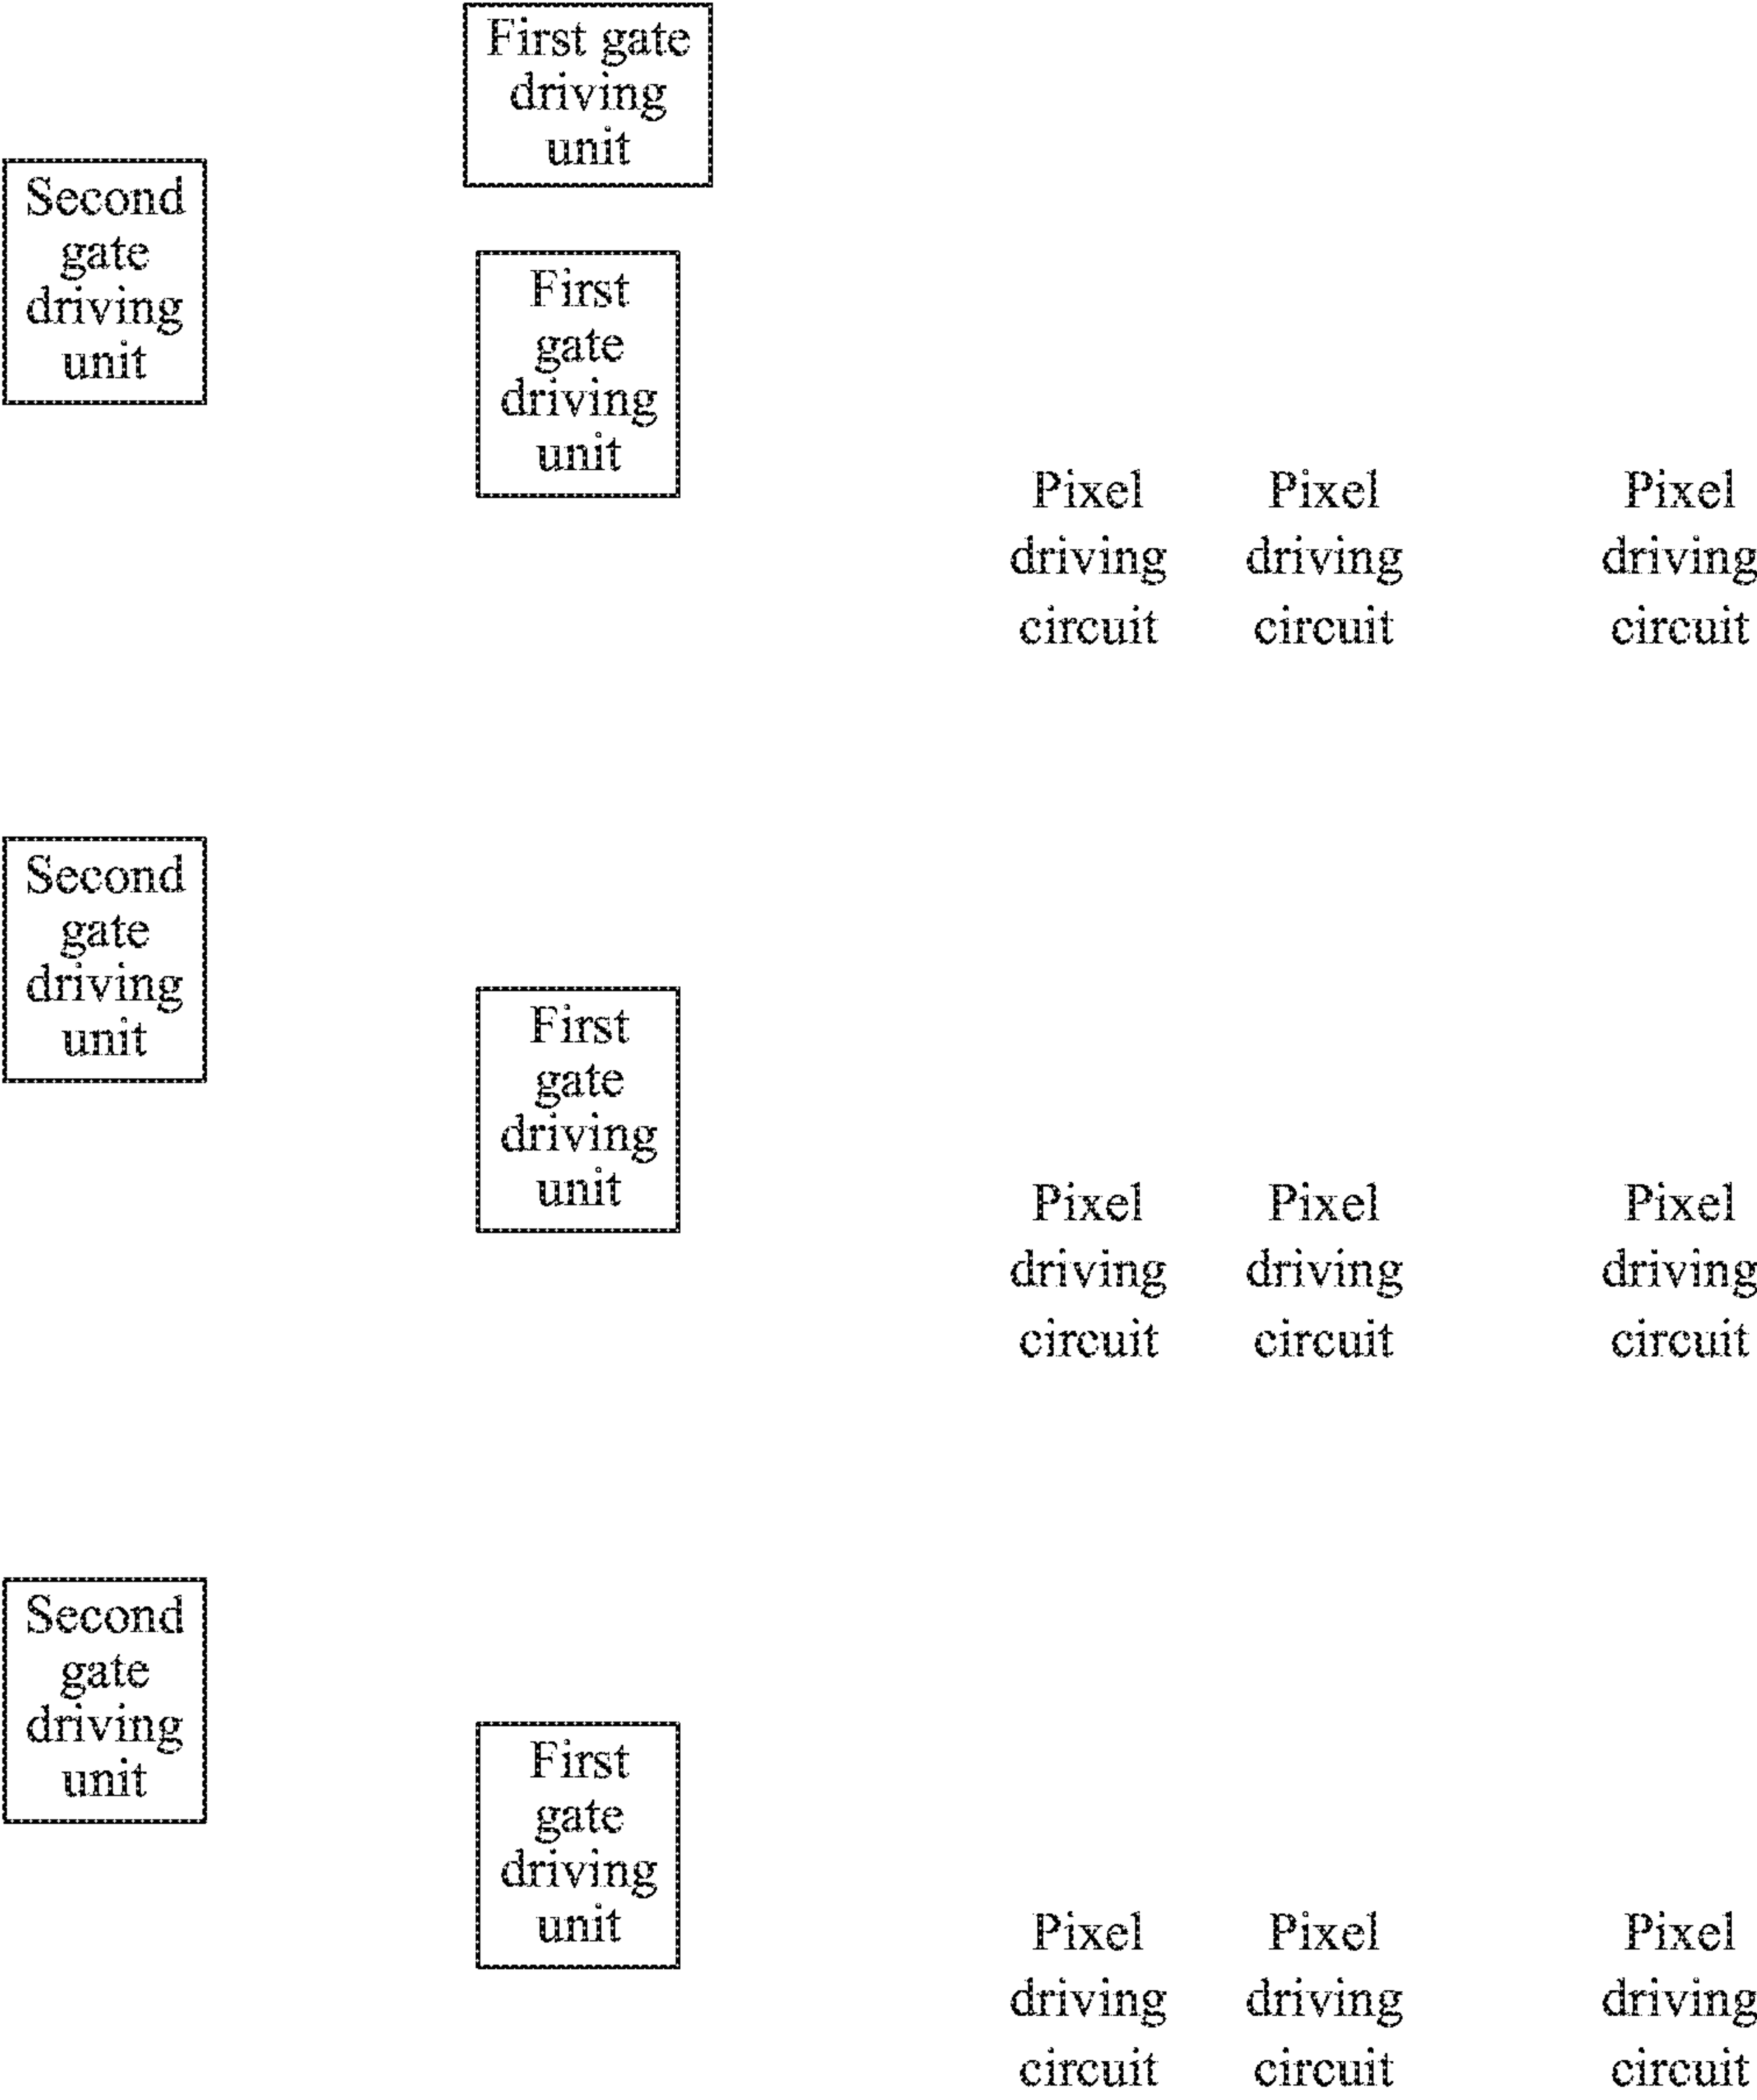 First gate
driving
unit
Second
gate
driving
unit
First
gate
driving
unit
Pixel
driving
circuit
Pixel
driving
circuit
Pixel
driving
circuit
Second
gate
driving
unit
First
gate
driving
unit
Pixel
driving
circuit
Pixel
driving
circuit
Pixel
driving
circuit
Second
gate
driving
unit
First
gate
driving
unit
Pixel
driving
circuit
Pixel
driving
circuit
Pixel
driving
circuit